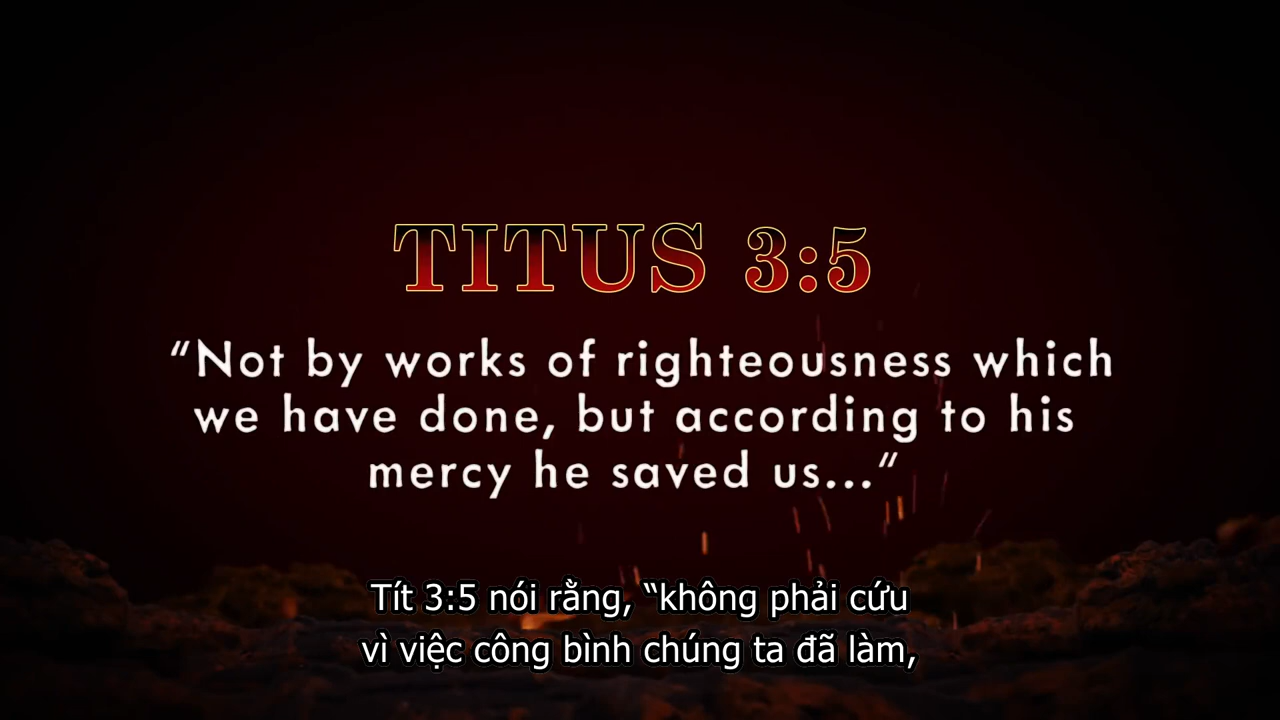 TITUS 3:5
“Not by works of righteousness which
we have done, but according to his
mercy he saved us...“
Tít 3:5 nói rằng, “không phải cứu
vì việc công bình chúng ta đã làm,